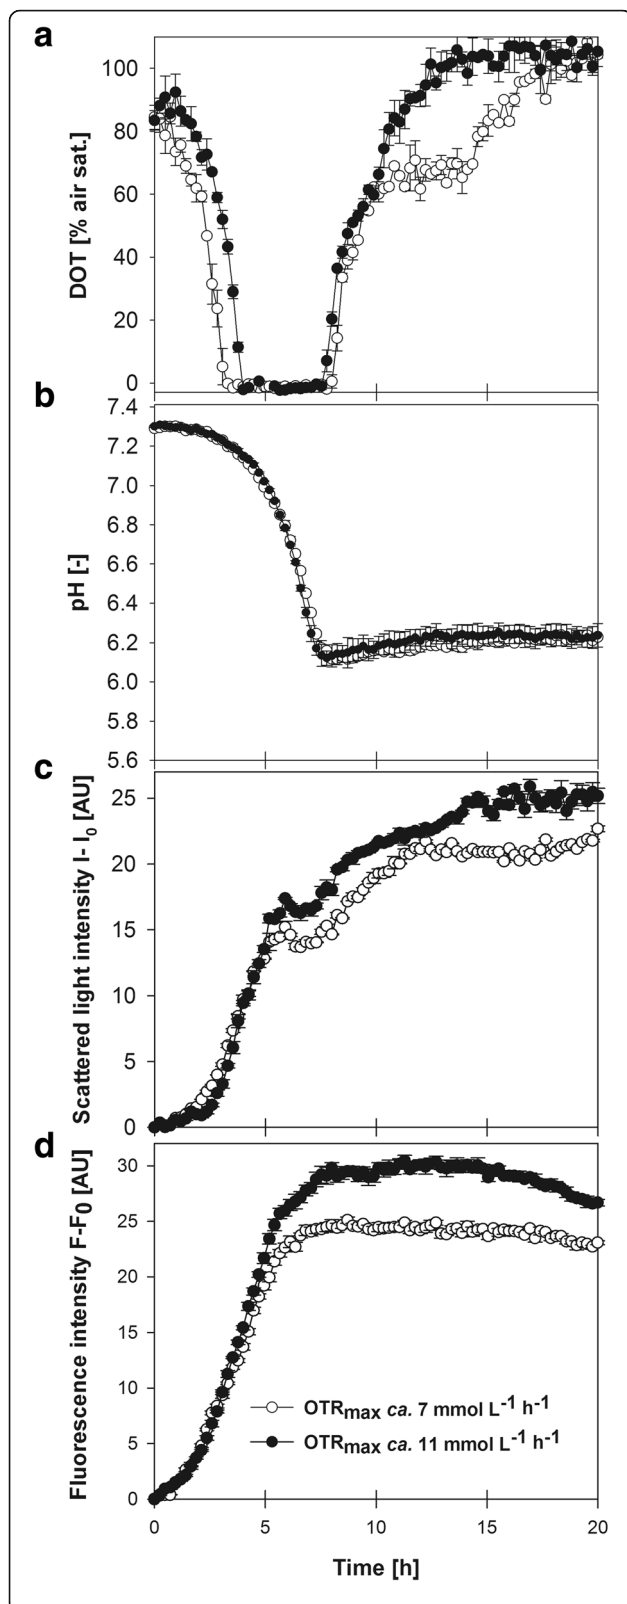 a
DOT [% air sat.]
100
80
60
40
20
0
b
pH [-]
7.4
7.2
7.0
6.8
6.6
6.4
6.2
6.0
5.8
5.6
c
Scattered light intensity I- I0 [AU]
25
20
15
10
5
0
d
Fluorescence intensity F-F0 [AU]
30
25
20
15
10
5
0
OTRmax ca. 7 mmol L-1 h-1
OTRmax ca. 11 mmol L-1 h-1
0 5 10 15 20
Time [h]